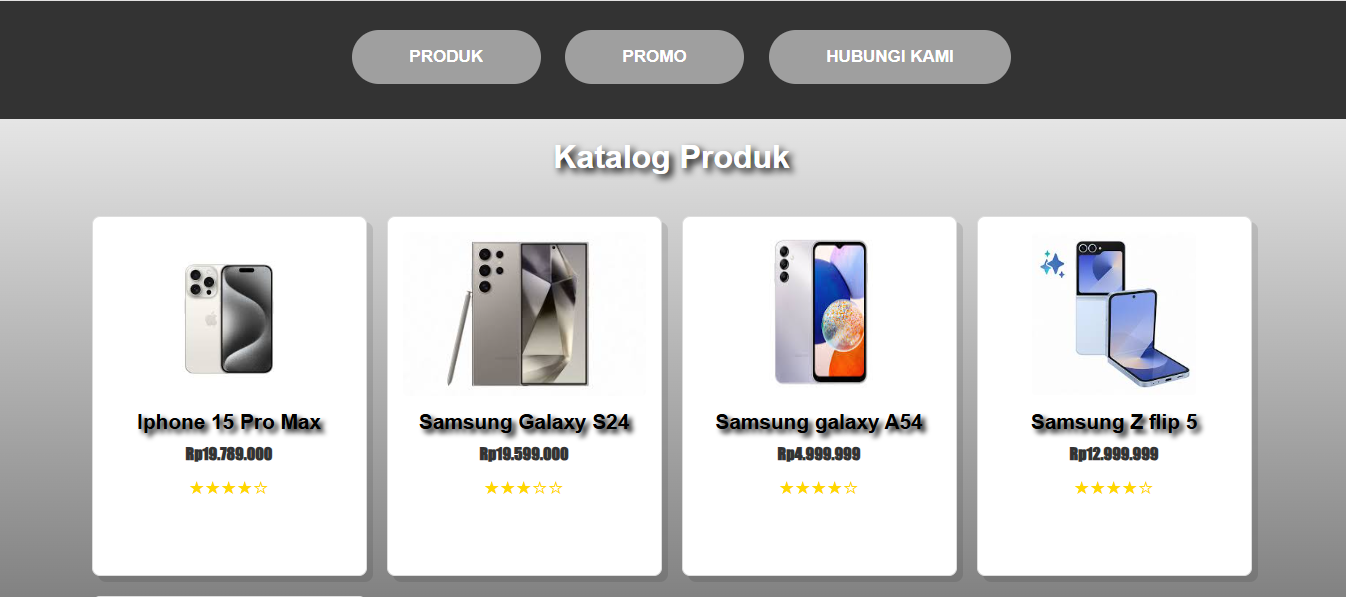 PRODUK PROMO HUBUNGI KAMI
Katalog Produk
Iphone 15 Pro Max
Rp19.789.000
★★★★☆
Samsung Galaxy S24
Rp19.599.000
★★★☆☆
Samsung galaxy A54
Rp4.999.999
★★★★☆
Samsung Z flip 5
Rp12.999.999
★★★★☆